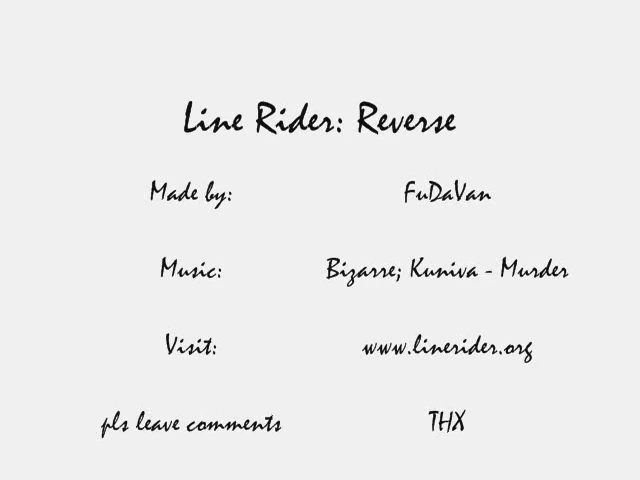 Line Rider: Reverse
Made by: FuDaVan
Music: Bizarre; Kuniva - Murder
Visit: www.linerider.org
pls leave comments THX